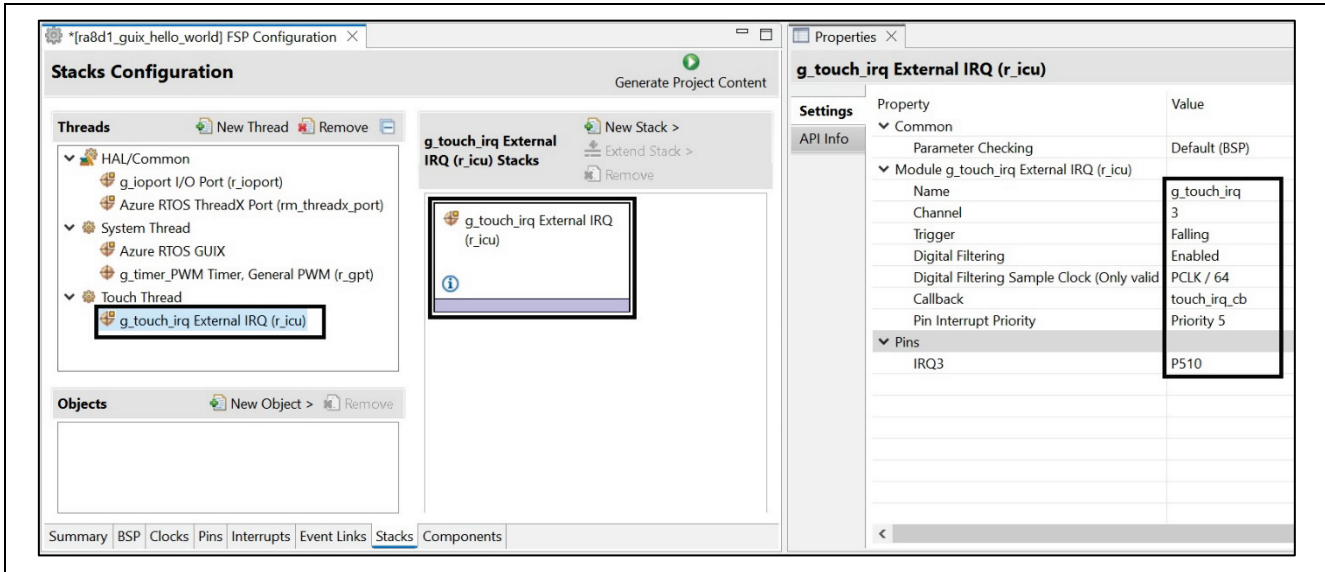 *[ra8d1_guix_hello_world] FSP Configuration
Stacks Configuration
Generate Project Content
Threads
New Thread
Remove
HAL/Common
g_ioport I/O Port (r_ioport)
Azure RTOS ThreadX Port (rm_threadx_port)
System Thread
Azure RTOS GUIX
g_timer_PWM Timer, General PWM (r_gpt)
Touch Thread
g_touch_irq External IRQ (r_icu)
Objects
New Object >
Remove
g_touch_irq External
IRQ (r_icu) Stacks
New Stack >
Extend Stack >
Remove
g_touch_irq External IRQ
(r_icu)
Summary BSP Clocks Pins Interrupts Event Links Stacks Components
Properties
g_touch_irq External IRQ (r_icu)
Settings
API Info
Property Value
Common
Parameter Checking Default (BSP)
Module g_touch_irq External IRQ (r_icu)
Name g_touch_irq
Channel 3
Trigger Falling
Digital Filtering Enabled
Digital Filtering Sample Clock (Only valid PCLK / 64
Callback touch_irq_cb
Pin Interrupt Priority Priority 5
Pins
IRQ3 P510